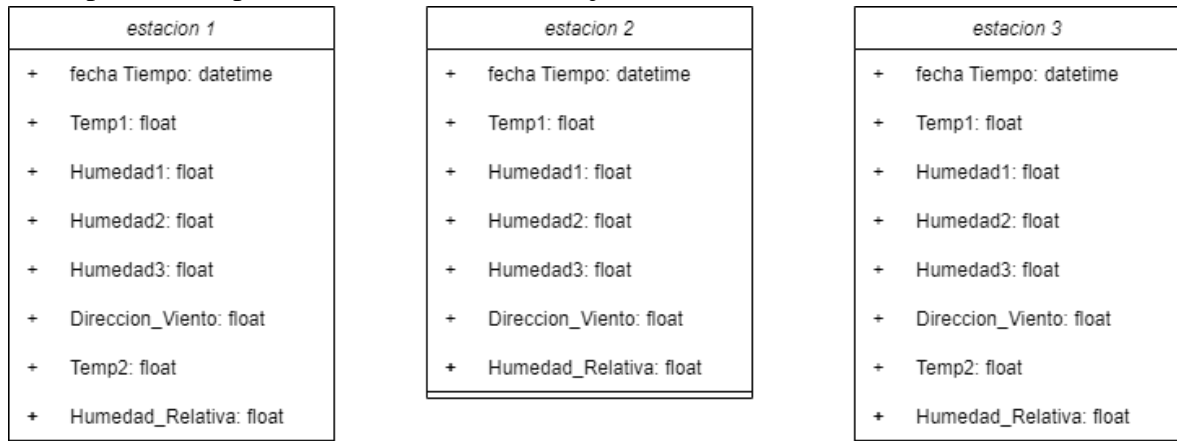 estacion 1
+ fecha Tiempo: datetime
+ Temp1: float
+ Humedad1: float
+ Humedad2: float
+ Humedad3: float
+ Direccion_Viento: float
+ Temp2: float
+ Humedad_Relativa: float
estacion 2
+ fecha Tiempo: datetime
+ Temp1: float
+ Humedad1: float
+ Humedad2: float
+ Humedad3: float
+ Direccion_Viento: float
+ Humedad_Relativa: float
estacion 3
+ fecha Tiempo: datetime
+ Temp1: float
+ Humedad1: float
+ Humedad2: float
+ Humedad3: float
+ Direccion_Viento: float
+ Temp2: float
+ Humedad_Relativa: float